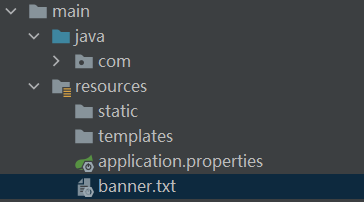 main
java
com
resources
static
templates
application.properties
banner.txt